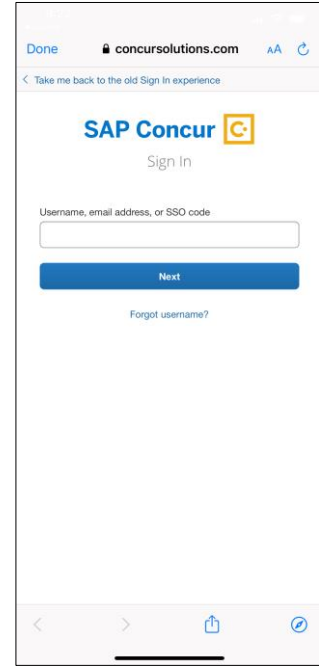 Done concursolutions.com AA
Take me back to the old Sign In experience
SAP Concur C
Sign In
Username, email address, or SSO code
Next
Forgot username?